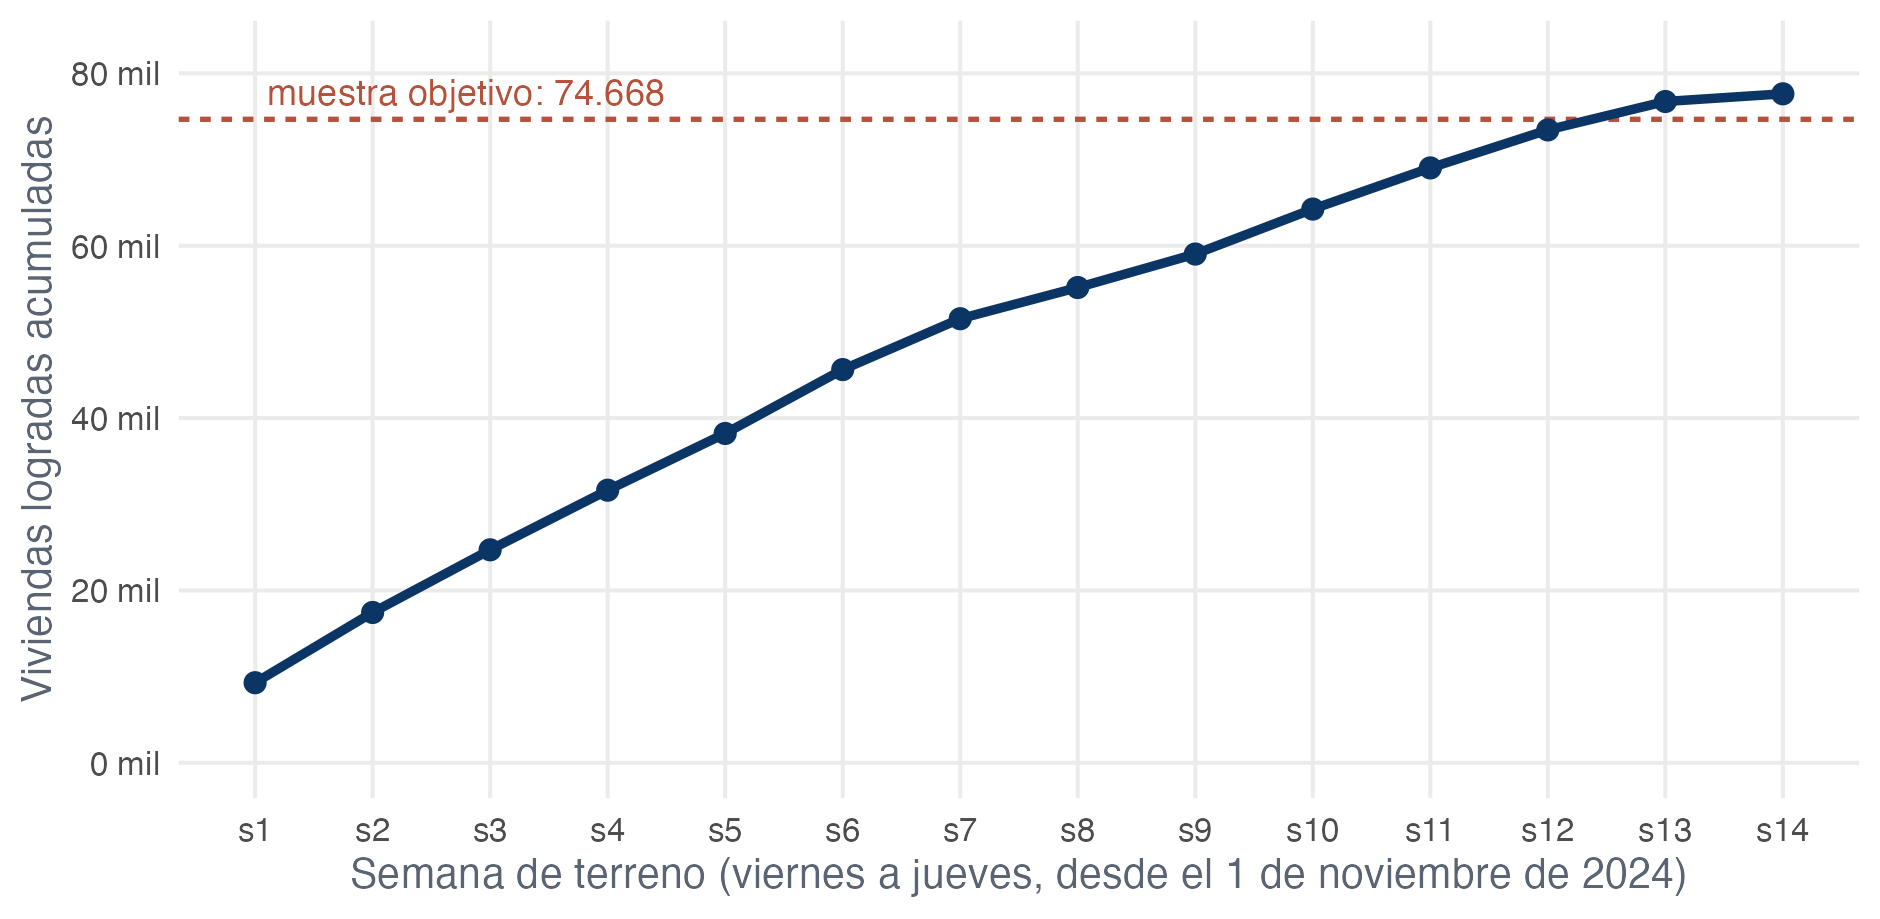 80 mil
muestra objetivo: 74.668
60 mil
40 mil
20 mil
0 mil
Viviendas logradas acumuladas
s1 s2 s3 s4 s5 s6 s7 s8 s9 s10 s11 s12 s13 s14
Semana de terreno (viernes a jueves, desde el 1 de noviembre de 2024)